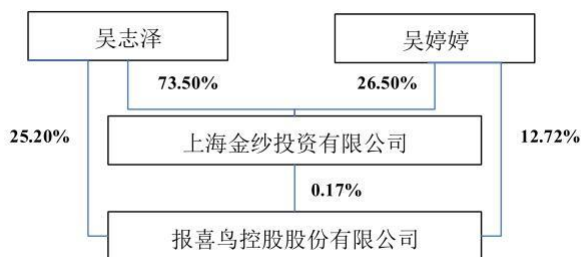 吴志泽
吴婷婷
73.50%
26.50%
25.20%
上海金纱投资有限公司
12.72%
0.17%
报喜鸟控股股份有限公司